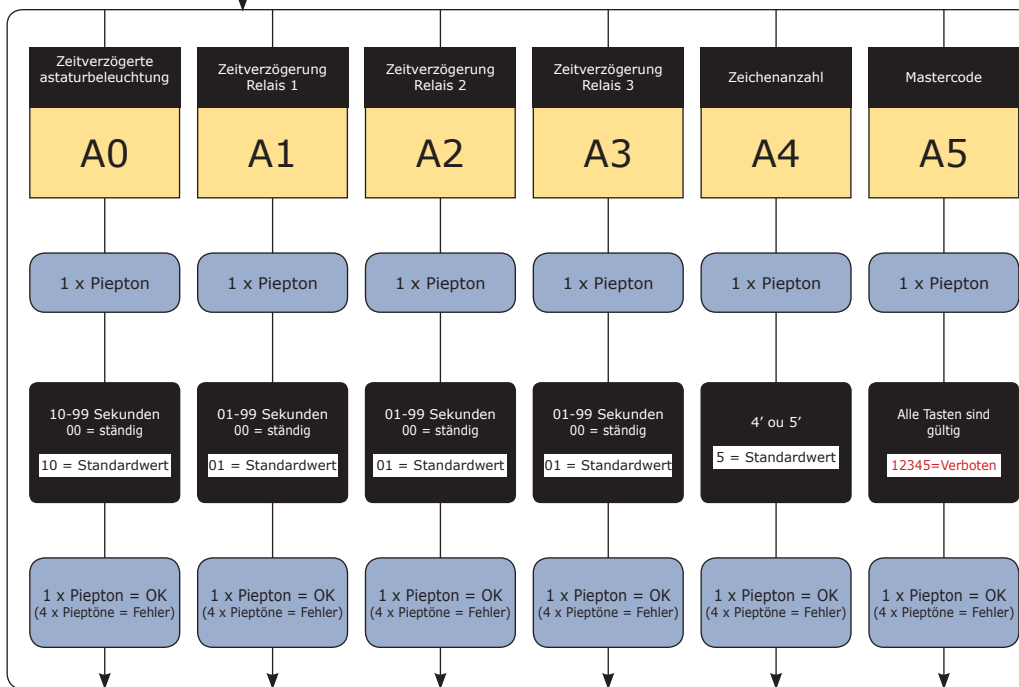 Zeitverzögerte
astaturbeleuchtung
A0
1 x Piepton
10-99 Sekunden
00 = ständig
10 = Standardwert
1 x Piepton = OK
(4 x Pieptöne = Fehler)
Zeitverzögerung
Relais 1
A1
1 x Piepton
01-99 Sekunden
00 = ständig
01 = Standardwert
1 x Piepton = OK
(4 x Pieptöne = Fehler)
Zeitverzögerung
Relais 2
A2
1 x Piepton
01-99 Sekunden
00 = ständig
01 = Standardwert
1 x Piepton = OK
(4 x Pieptöne = Fehler)
Zeitverzögerung
Relais 3
A3
1 x Piepton
01-99 Sekunden
00 = ständig
01 = Standardwert
1 x Piepton = OK
(4 x Pieptöne = Fehler)
Zeichenanzahl
A4
1 x Piepton
4’ ou 5’
5 = Standardwert
1 x Piepton = OK
(4 x Pieptöne = Fehler)
Mastercode
A5
1 x Piepton
Alle Tasten sind
gültig
12345=Verboten
1 x Piepton = OK
(4 x Pieptöne = Fehler)